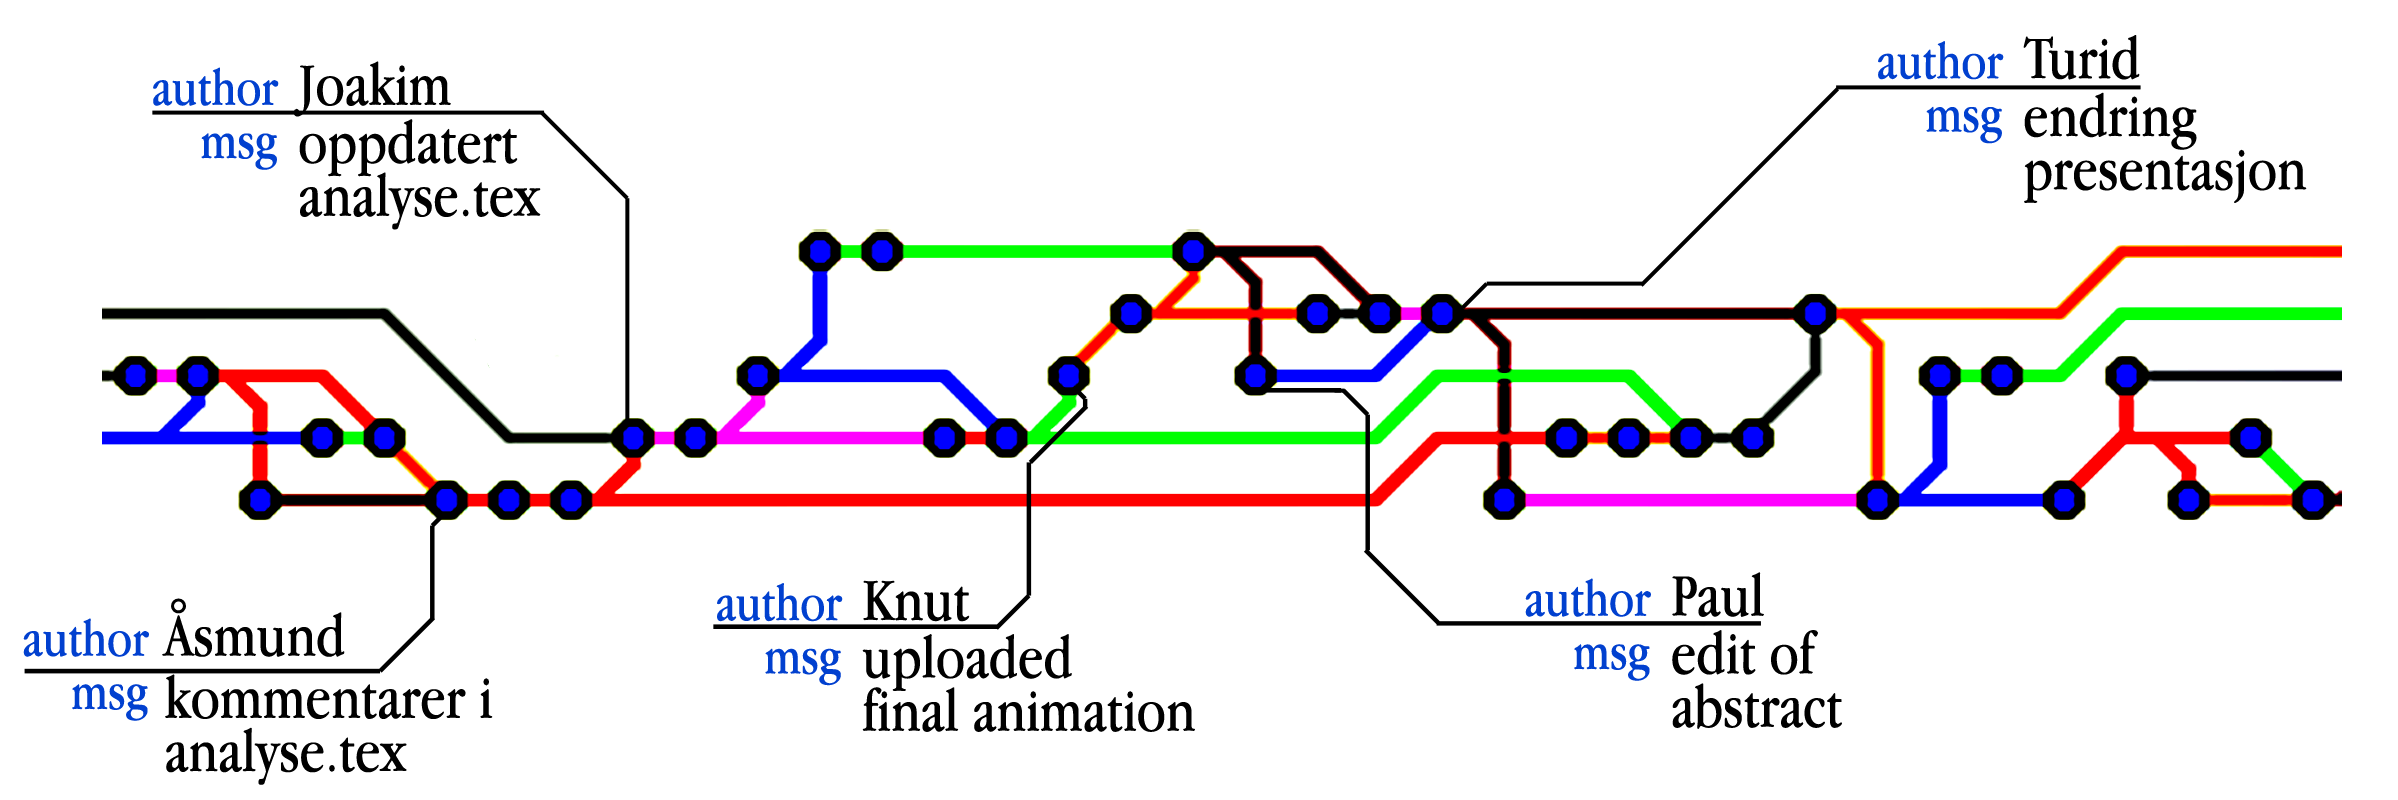 author Joakim
msg oppdatert
analyse.tex
author Turid
msg endring
presentasjon
author Åsmund
msg kommentarer i
analyse.tex
author Knut
msg uploaded
final animation
author Paul
msg edit of
abstract